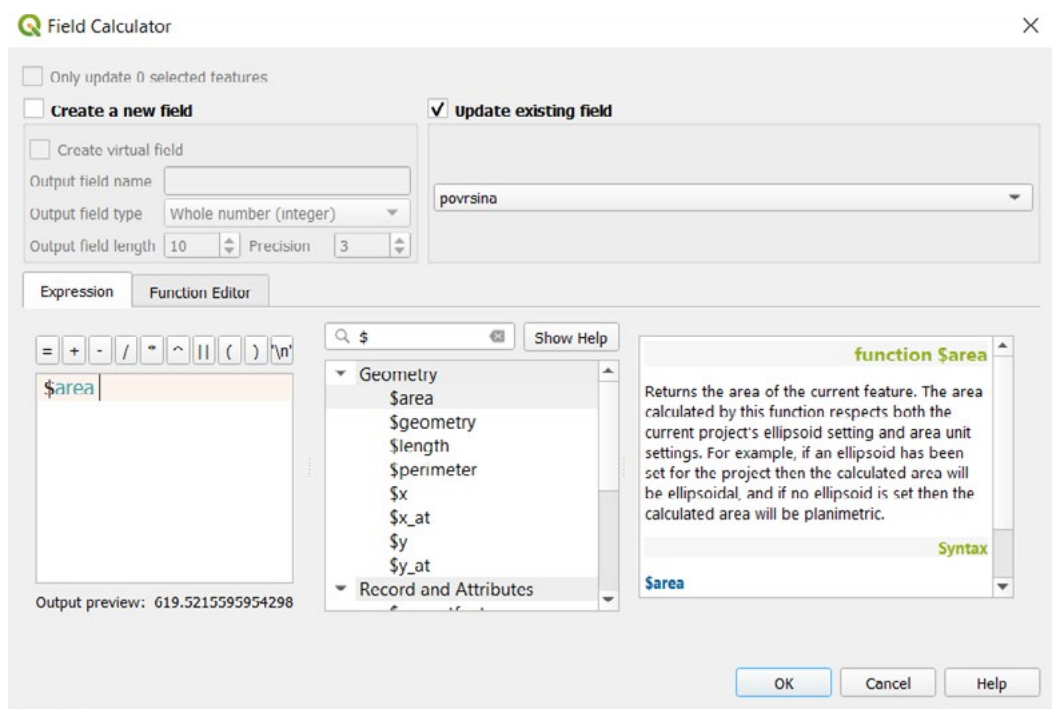 Field Calculator
Only update 0 selected features
Create a new field
Update existing field
Create virtual field
Output field name
povrsina
Output field type Whole number (integer)
Output field length 10 Precision 3
Expression Function Editor
= + - / * ^ || ( ) '\n'
$ Show Help
$area
Geometry
$area
$geometry
$length
$perimeter
$x
$x_at
$y
$y_at
Record and Attributes
function $area
Returns the area of the current feature. The area
calculated by this function respects both the
current project's ellipsoid setting and area unit
settings. For example, if an ellipsoid has been
set for the project then the calculated area will
be ellipsoidal, and if no ellipsoid is set then the
calculated area will be planimetric.
Syntax
$area
Output preview: 619.5215595954298
OK Cancel Help